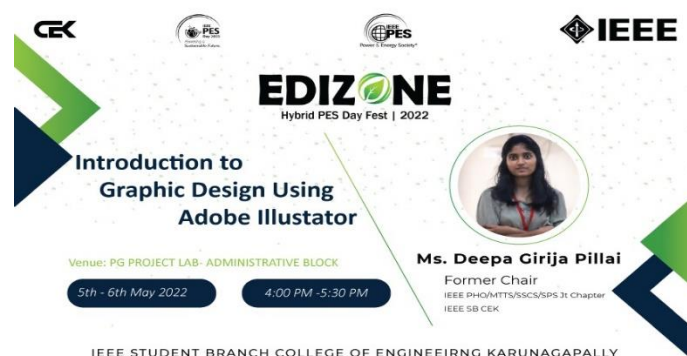 CEK
IEEE PES Day 2022
PES
Power & Energy Society®
IEEE
EDIZONE
Hybrid PES Day Fest | 2022
Introduction to
Graphic Design Using
Adobe Illustator
Venue: PG PROJECT LAB- ADMINISTRATIVE BLOCK
5th - 6th May 2022
4:00 PM -5:30 PM
Ms. Deepa Girija Pillai
Former Chair
IEEE PHO/MTTS/SSCS/SPS Jt Chapter
IEEE SB CEK
IEEE STUDENT BRANCH COLLEGE OF ENGINEEIRNG KARUNAGAPALLY